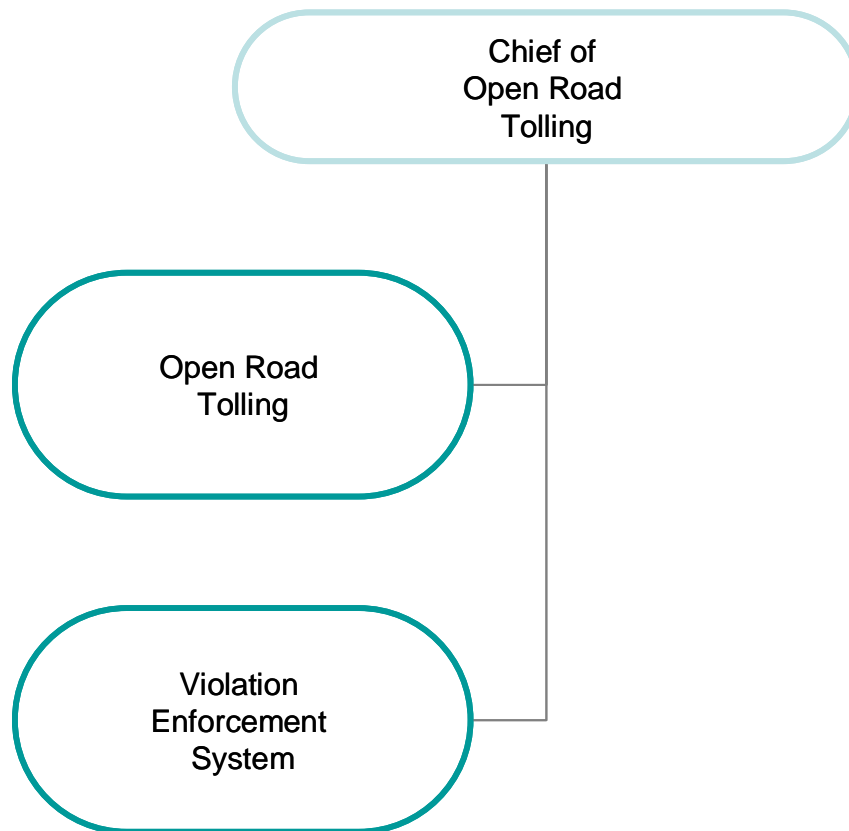 Chief of
Open Road
Tolling
Open Road
Tolling
Violation
Enforcement
System